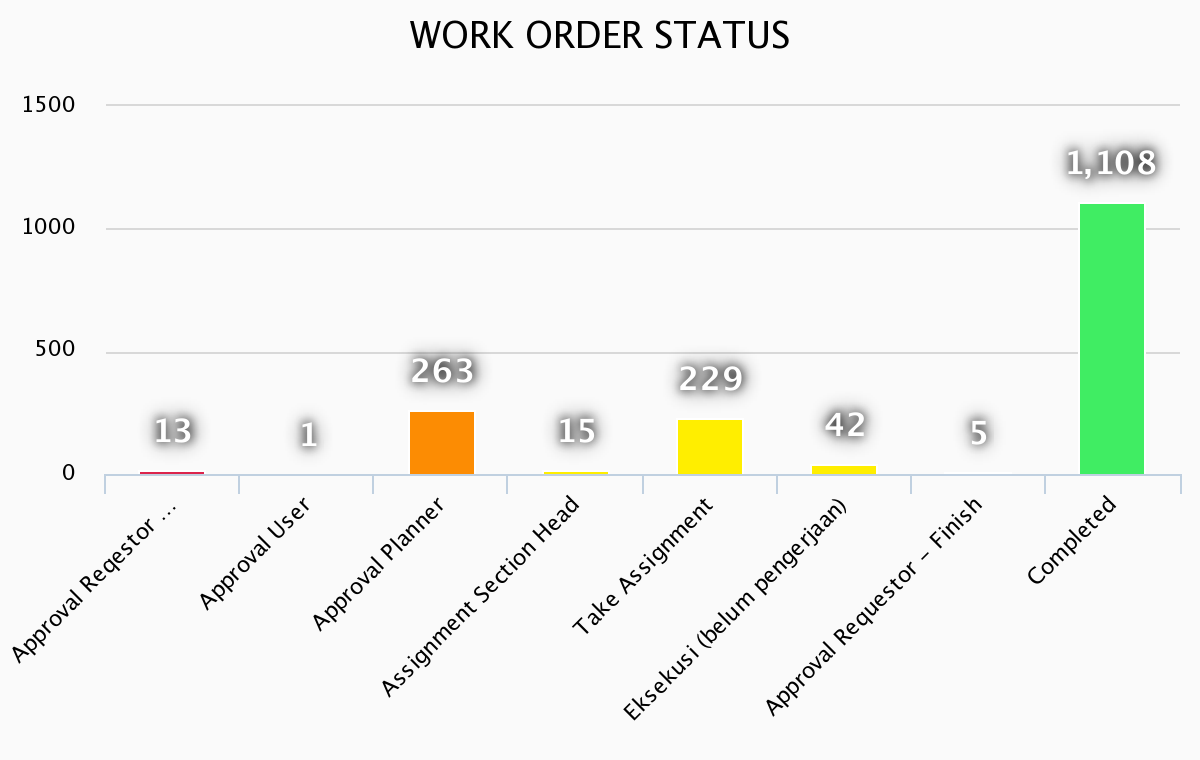 WORK ORDER STATUS
1500
1000
500
0
13
1
263
15
229
42
5
1,108
Approval Reqestor ...
Approval User
Approval Planner
Assignment Section Head
Take Assignment
Eksekusi (belum pengerjaan)
Approval Requestor - Finish
Completed